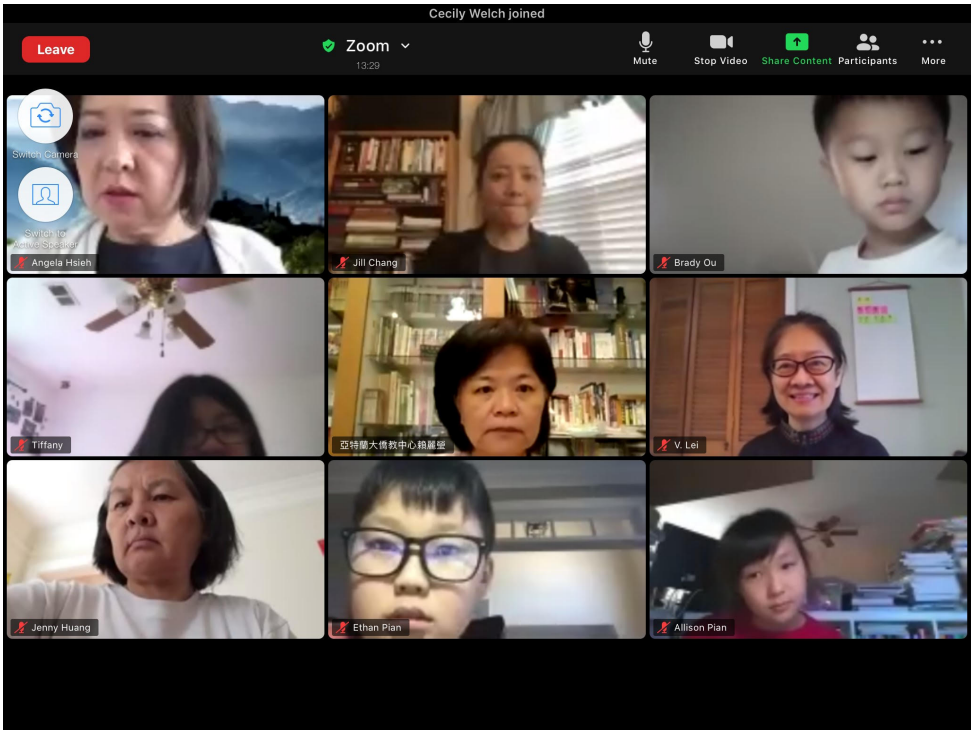 Cecily Welch joined
Leave
Zoom
13:29
Mute
Stop Video
Share Content
Participants
More
Switch Camera
Switch to
Active Speaker
Angela Hsieh
Jill Chang
Brady Ou
Tiffany
亞特蘭大僑教中心賴麗瑩
V. Lei
Jenny Huang
Ethan Pian
Allison Pian